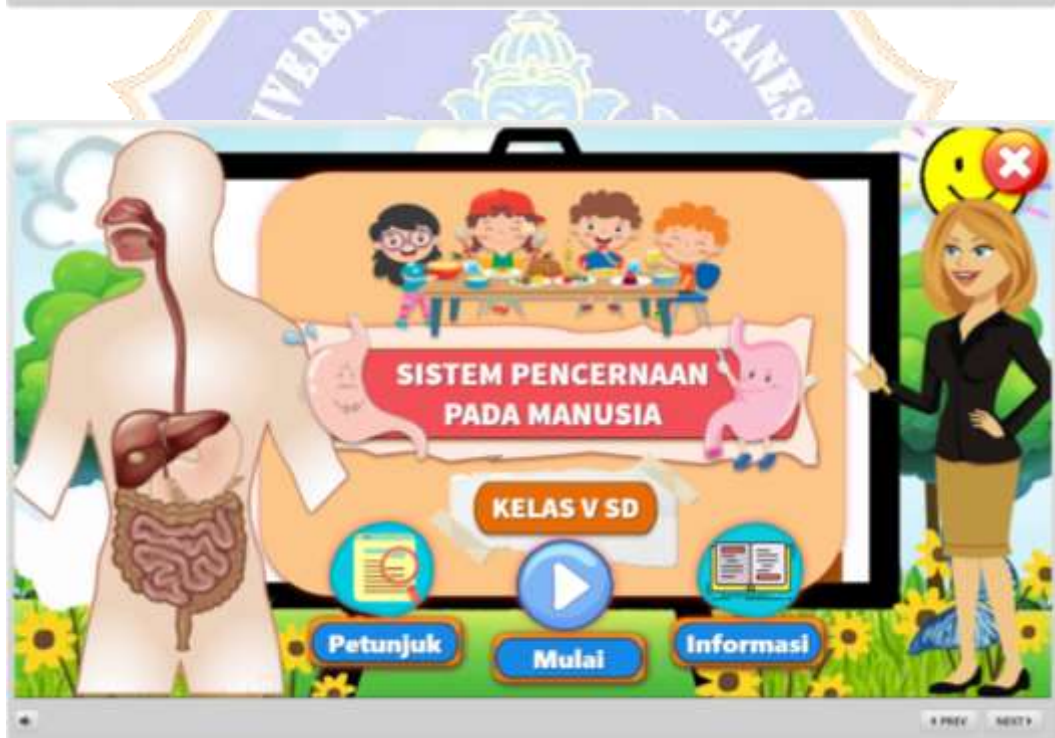 SISTEM PENCERNAAN
PADA MANUSIA
KELAS V SD
Petunjuk
Mulai
Informasi
PREV
NEXT